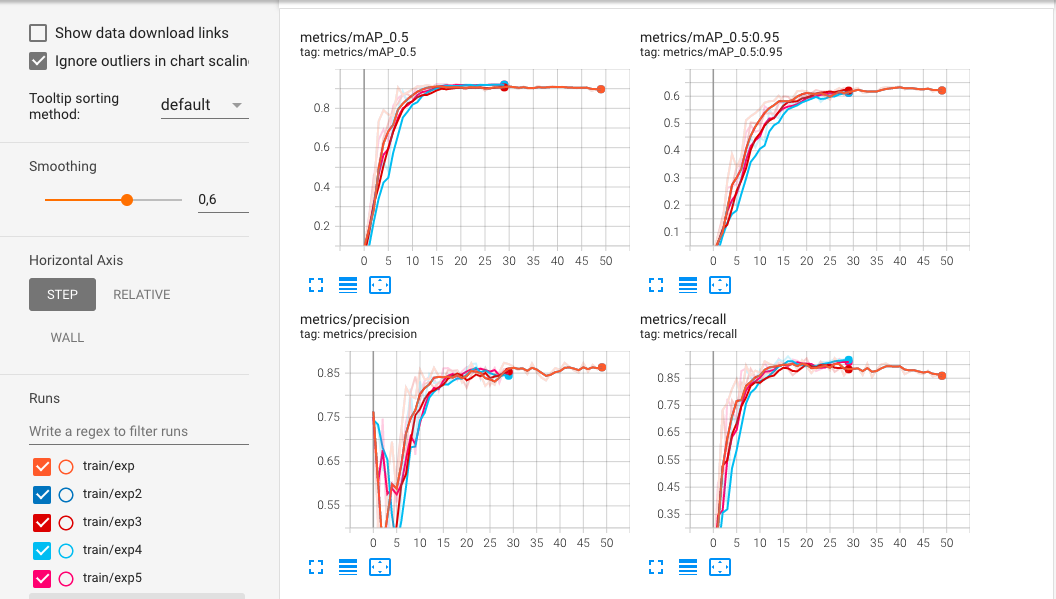 Show data download links
Ignore outliers in chart scalin
Tooltip sorting
method:
default
Smoothing
0,6
Horizontal Axis
STEP
RELATIVE
WALL
Runs
Write a regex to filter runs
train/exp
train/exp2
train/exp3
train/exp4
train/exp5
metrics/mAP_0.5
tag: metrics/mAP_0.5
0.8
0.6
0.4
0.2
0 5 10 15 20 25 30 35 40 45 50
metrics/mAP_0.5:0.95
tag: metrics/mAP_0.5:0.95
0.6
0.5
0.4
0.3
0.2
0.1
0 5 10 15 20 25 30 35 40 45 50
metrics/precision
tag: metrics/precision
0.85
0.75
0.65
0.55
0 5 10 15 20 25 30 35 40 45 50
metrics/recall
tag: metrics/recall
0.85
0.75
0.65
0.55
0.45
0.35
0 5 10 15 20 25 30 35 40 45 50